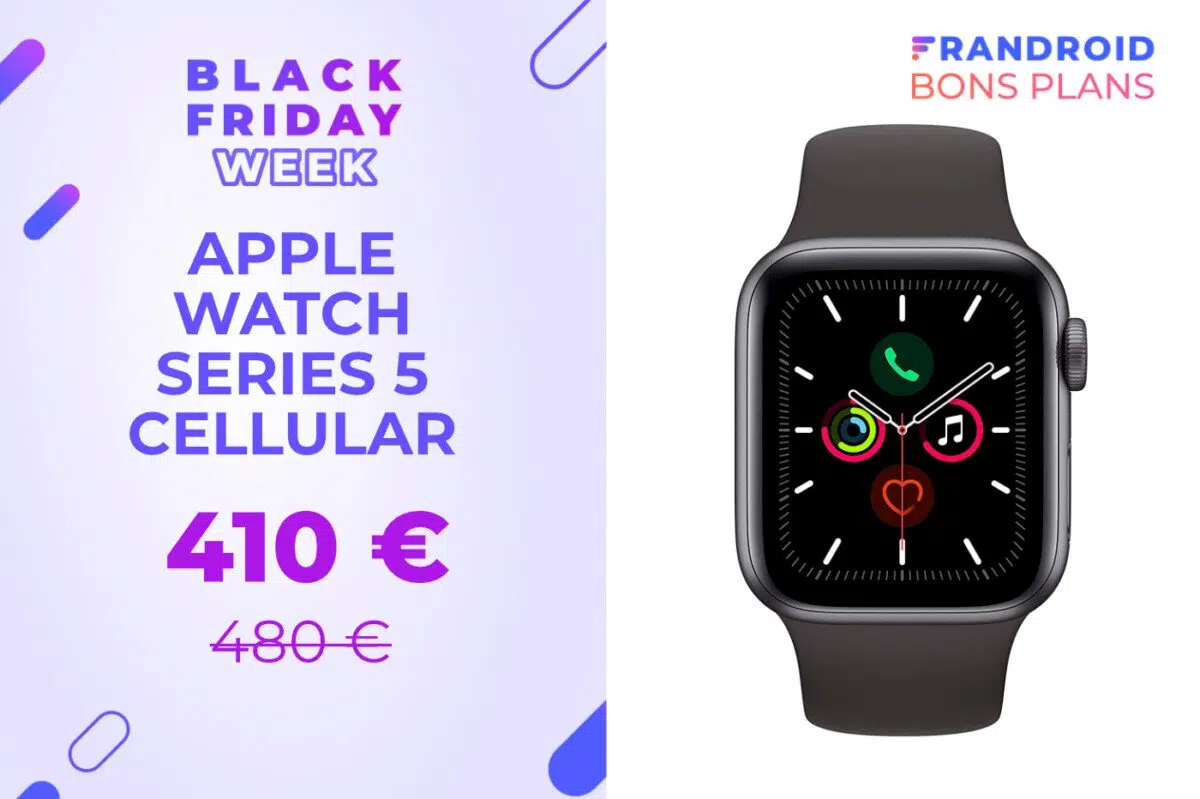 BLACK
FRIDAY
WEEK
APPLE
WATCH
SERIES 5
CELLULAR
410 €
480 €
FRANDROID
BONS PLANS